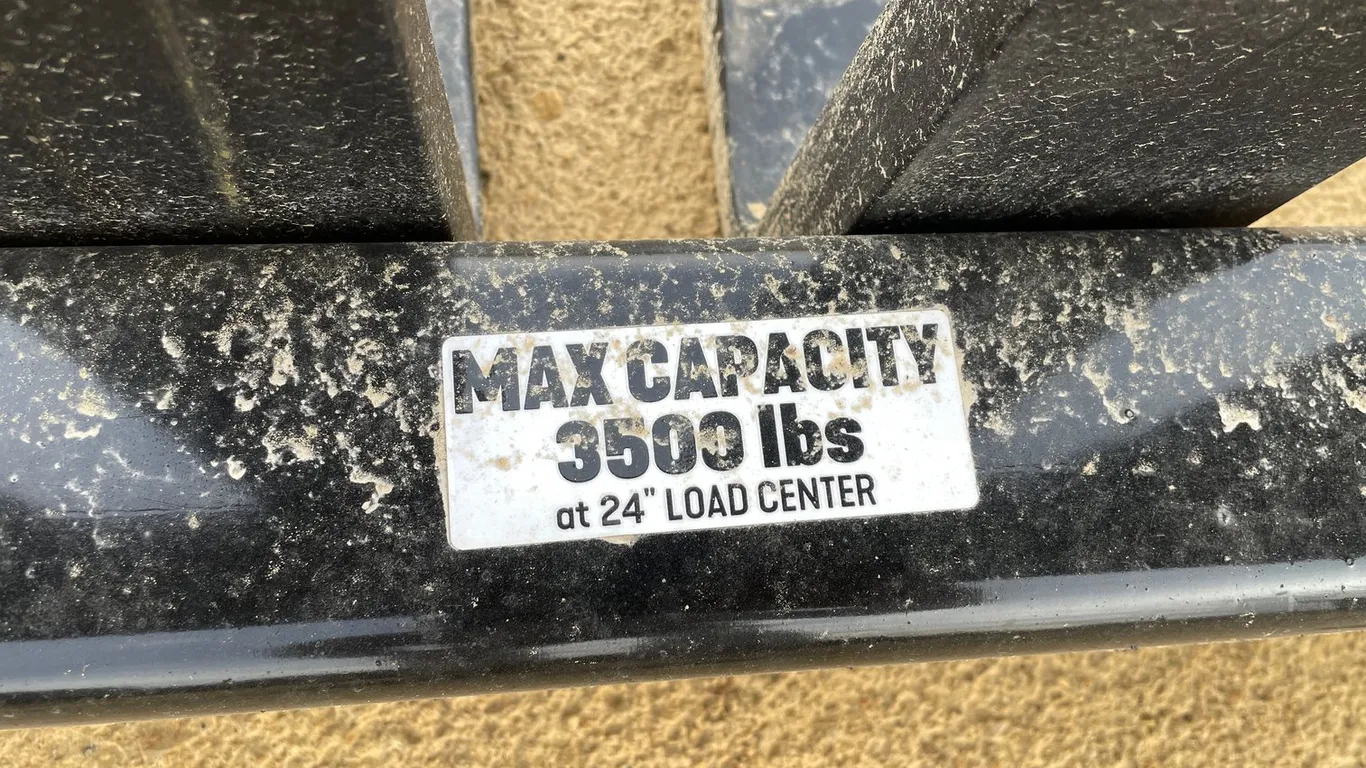 MAX CAPACITY
3500 lbs
at 24" LOAD CENTER